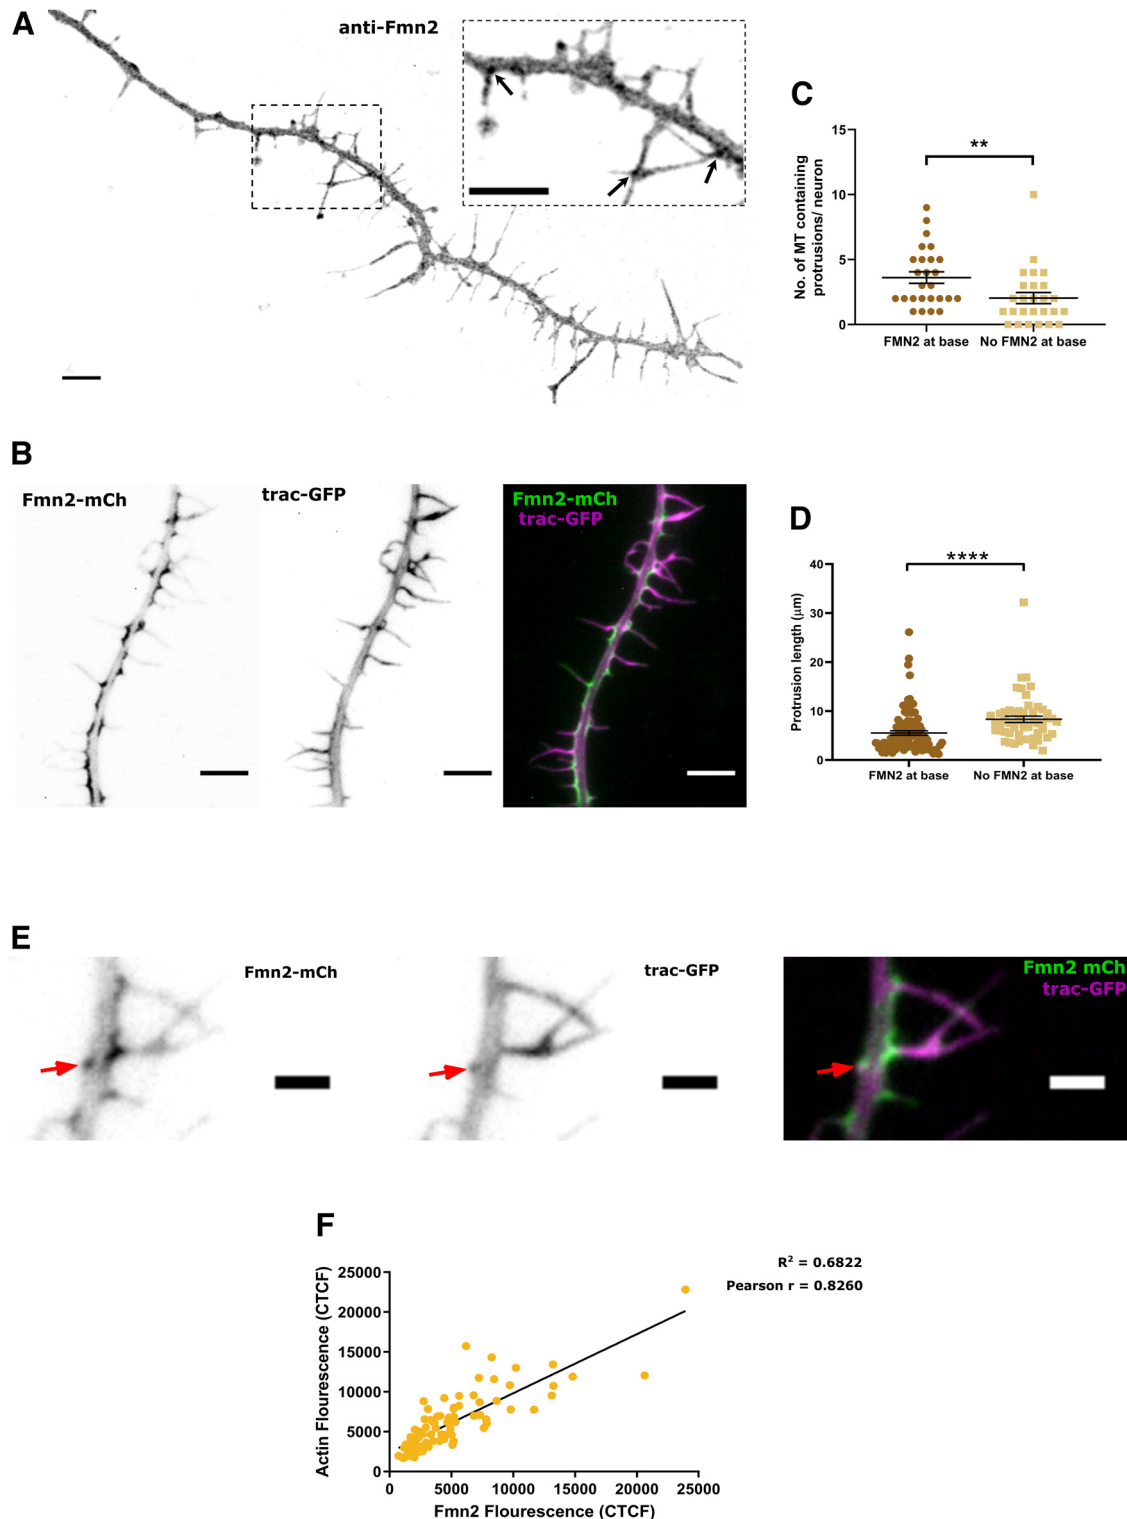 A
anti-Fmn2
C
15
10
5
0
No. of MT containing
protrusions/ neuron
**
FMN2 at base
No FMN2 at base
B
Fmn2-mCh
trac-GFP
Fmn2-mCh
trac-GFP
D
40
30
20
10
0
Protrusion length (µm)
****
FMN2 at base
No FMN2 at base
E
Fmn2-mCh
trac-GFP
Fmn2 mCh
trac-GFP
F
R² = 0.6822
Pearson r = 0.8260
25000
20000
15000
10000
5000
0
Actin Flourescence (CTCF)
0 5000 10000 15000 20000 25000
Fmn2 Flourescence (CTCF)